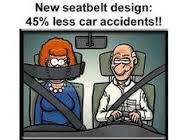 New seatbelt design:
45% less car accidents!!